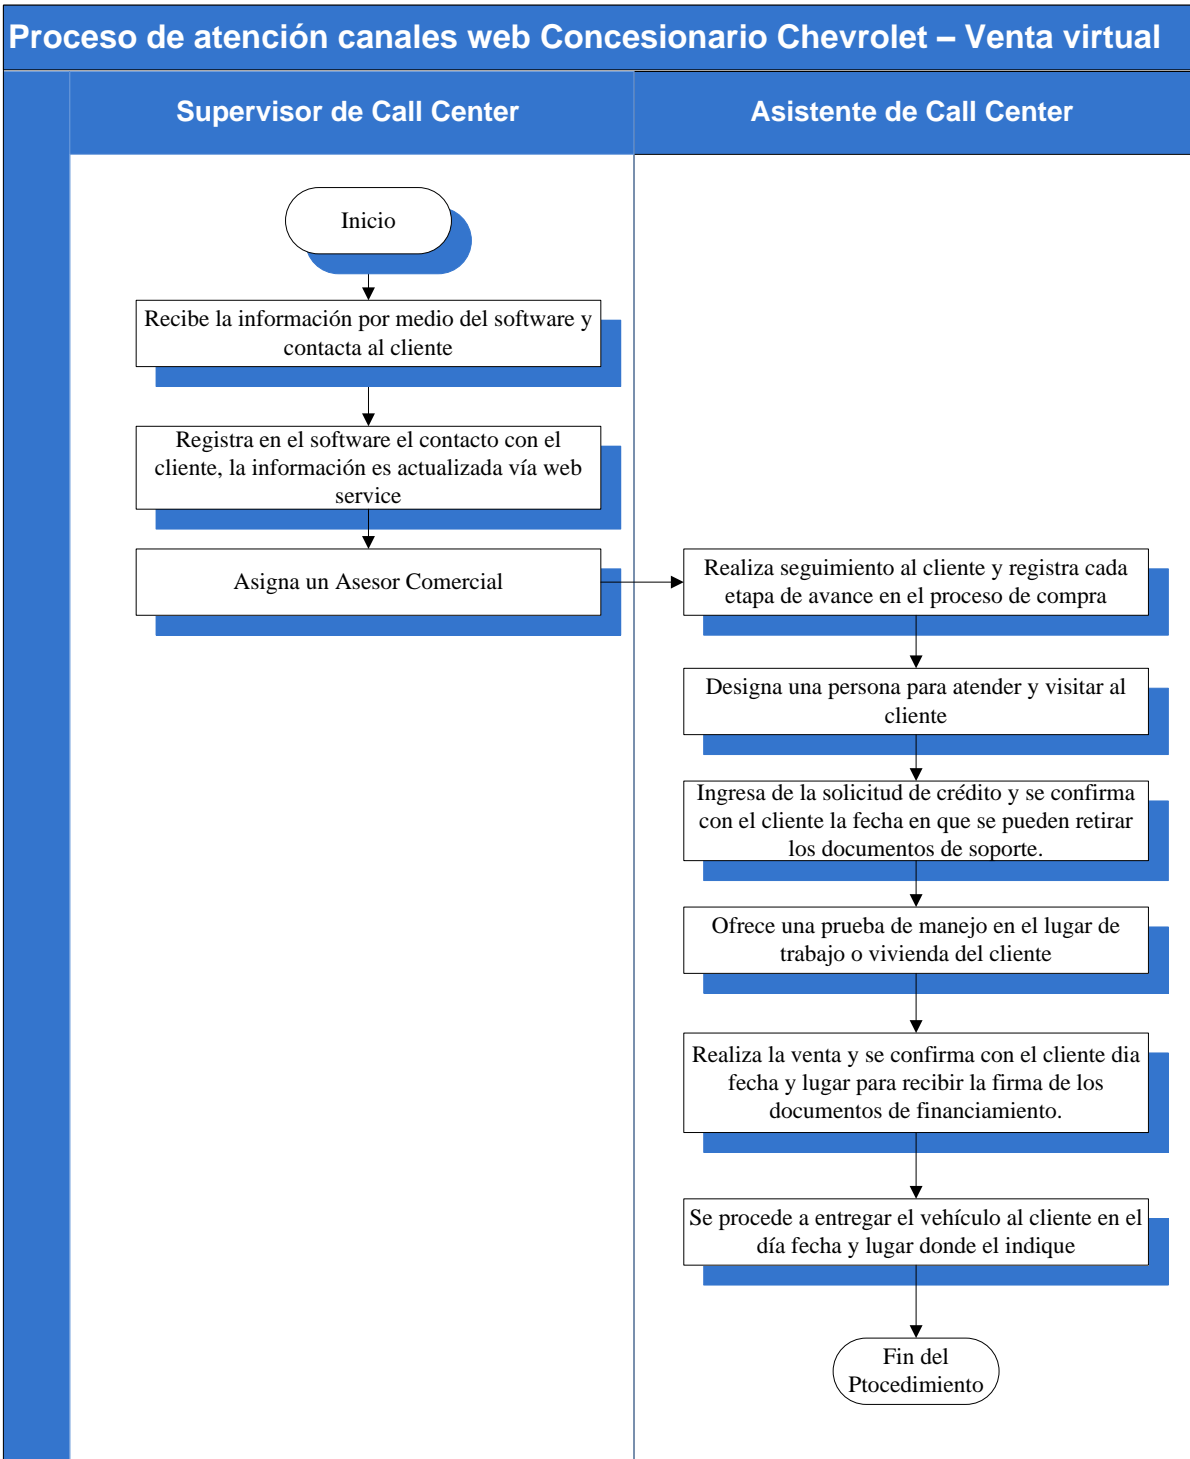 Proceso de atención canales web Concesionario Chevrolet – Venta virtual
Supervisor de Call Center
Asistente de Call Center
Inicio
Recibe la información por medio del software y
contacta al cliente
Registra en el software el contacto con el
cliente, la información es actualizada vía web
service
Asigna un Asesor Comercial
Realiza seguimiento al cliente y registra cada
etapa de avance en el proceso de compra
Designa una persona para atender y visitar al
cliente
Ingresa de la solicitud de crédito y se confirma
con el cliente la fecha en que se pueden retirar
los documentos de soporte.
Ofrece una prueba de manejo en el lugar de
trabajo o vivienda del cliente
Realiza la venta y se confirma con el cliente dia
fecha y lugar para recibir la firma de los
documentos de financiamiento.
Se procede a entregar el vehículo al cliente en el
día fecha y lugar donde el indique
Fin del
Ptocedimiento